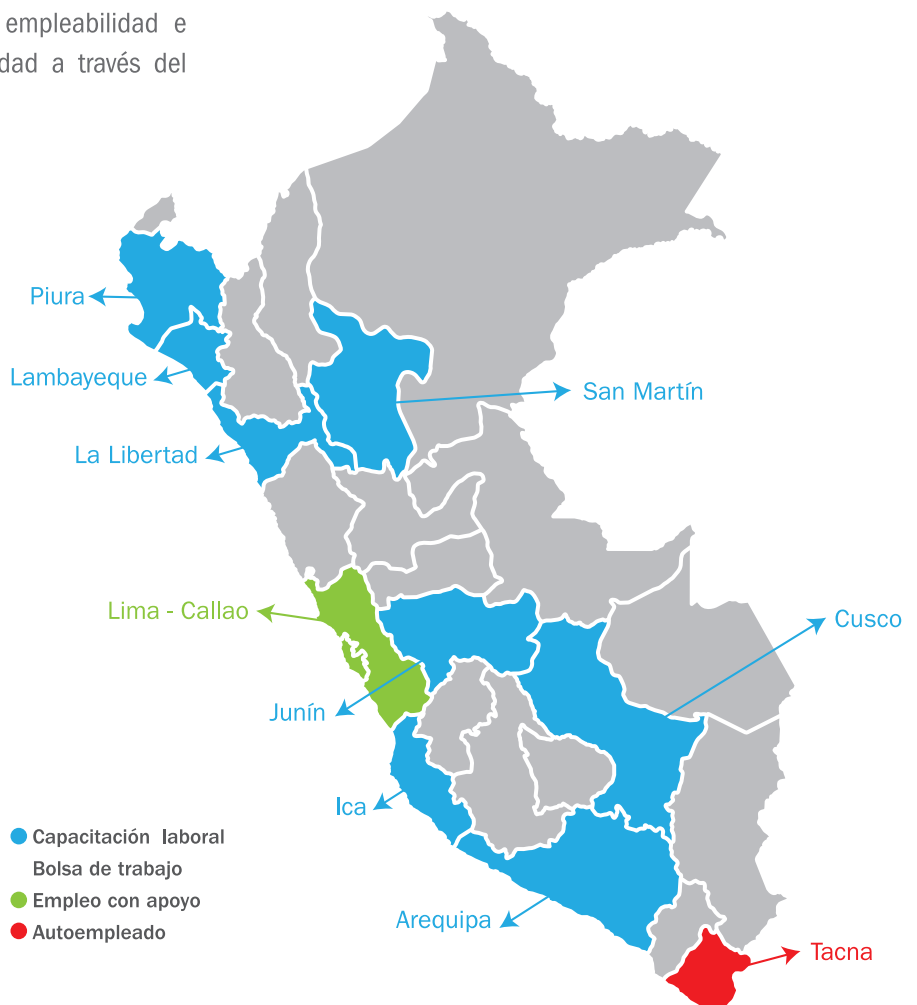 empleabilidad e
dad a través del
Piura
Lambayeque
San Martín
La Libertad
Lima - Callao
Cusco
Junín
Ica
Capacitación laboral
Bolsa de trabajo
Empleo con apoyo
Arequipa
Autoempleado
Tacna